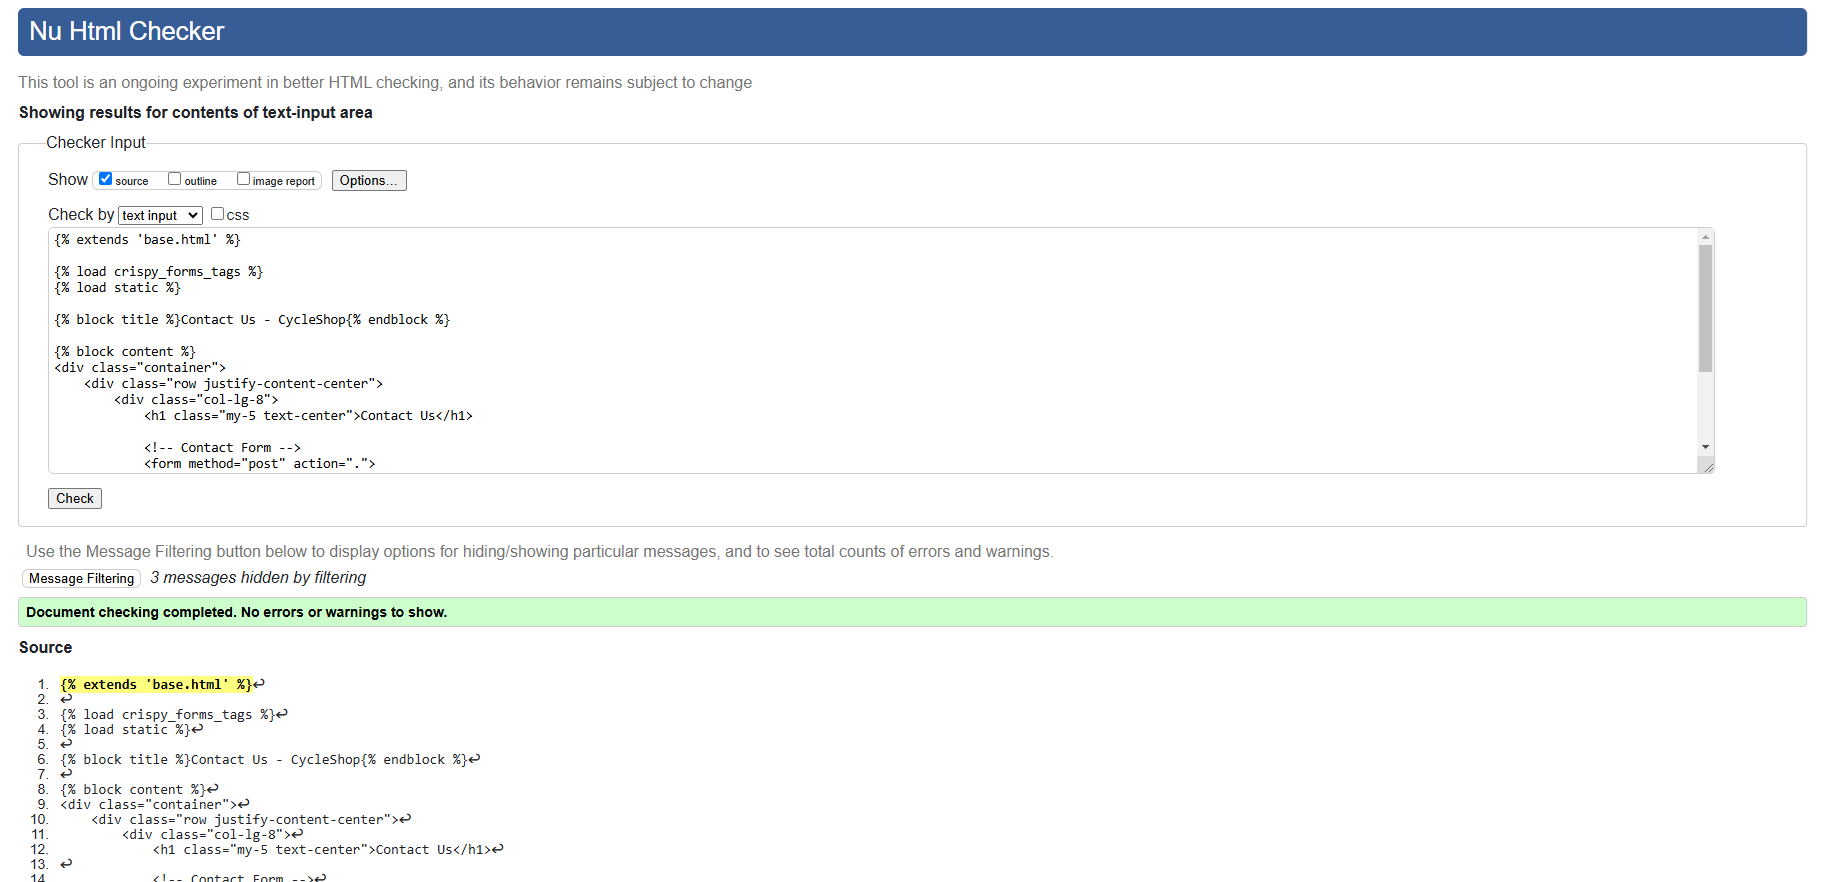 Nu Html Checker
This tool is an ongoing experiment in better HTML checking, and its behavior remains subject to change
Showing results for contents of text-input area
Checker Input
Show source outline image report Options...
Check by text input css
{% extends 'base.html' %}
{% load crispy_forms_tags %}
{% load static %}
{% block title %}Contact Us - CycleShop{% endblock %}
{% block content %}
<div class="container">
<div class="row justify-content-center">
<div class="col-lg-8">
<h1 class="my-5 text-center">Contact Us</h1>
<!-- Contact Form -->
<form method="post" action=".">
Check
Use the Message Filtering button below to display options for hiding/showing particular messages, and to see total counts of errors and warnings.
Message Filtering 3 messages hidden by filtering
Document checking completed. No errors or warnings to show.
Source
1. {% extends 'base.html' %}↩
2. ↩
3. {% load crispy_forms_tags %}↩
4. {% load static %}↩
5. ↩
6. {% block title %}Contact Us - CycleShop{% endblock %}↩
7. ↩
8. {% block content %}↩
9. <div class="container">↩
10. <div class="row justify-content-center">↩
11. <div class="col-lg-8">↩
12. <h1 class="my-5 text-center">Contact Us</h1>↩
13. ↩
14. <!-- Contact Form -->↩